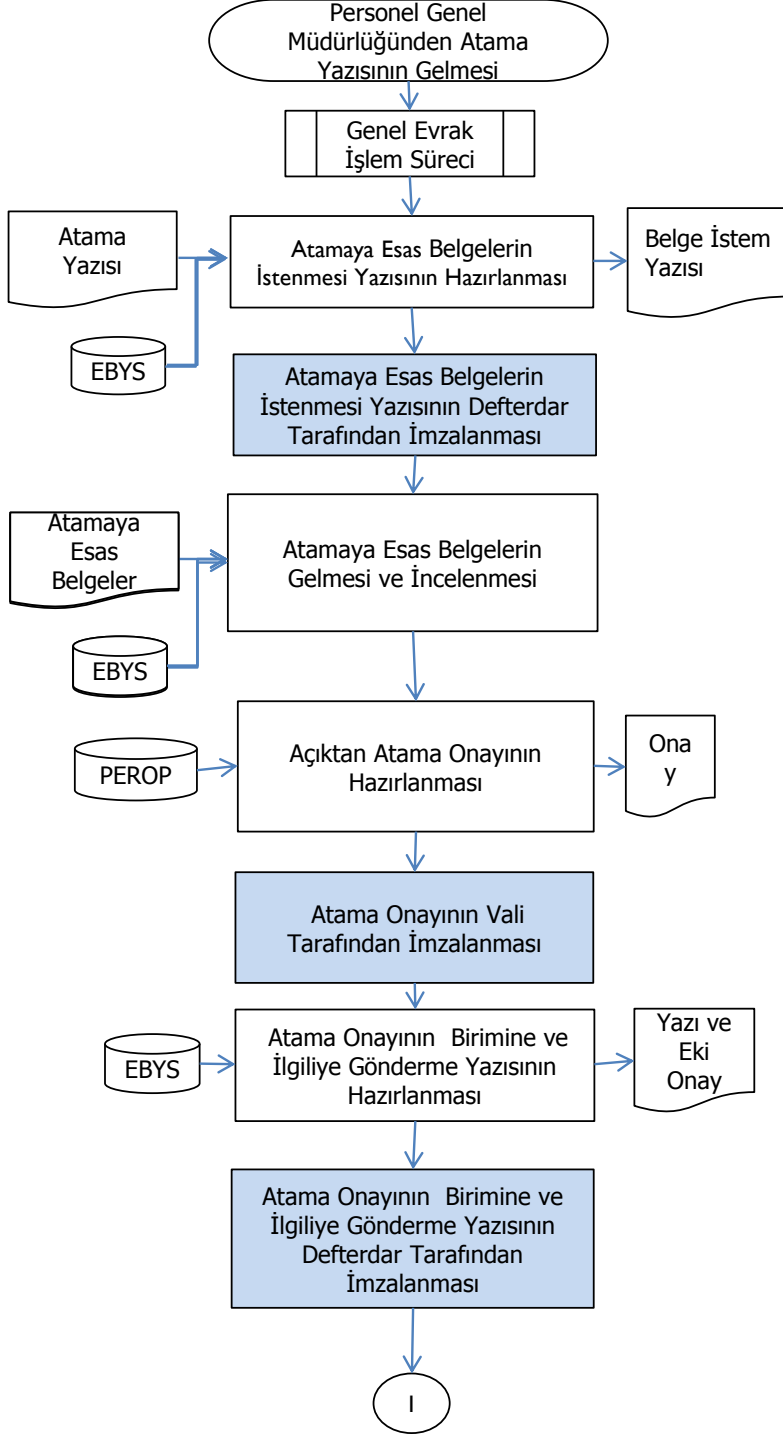 Personel Genel
Müdürlüğünden Atama
Yazısının Gelmesi
Genel Evrak
İşlem Süreci
Atama
Yazısı
Atamaya Esas Belgelerin
İstenmesi Yazısının Hazırlanması
Belge İstem
Yazısı
EBYS
Atamaya Esas Belgelerin
İstenmesi Yazısının Defterdar
Tarafından İmzalanması
Atamaya
Esas
Belgeler
Atamaya Esas Belgelerin
Gelmesi ve İncelenmesi
EBYS
PEROP
Açıktan Atama Onayının
Hazırlanması
Ona
y
Atama Onayının Vali
Tarafından İmzalanması
EBYS
Atama Onayının  Birimine ve
İlgiliye Gönderme Yazısının
Hazırlanması
Yazı ve
Eki
Onay
Atama Onayının  Birimine ve
İlgiliye Gönderme Yazısının
Defterdar Tarafından
İmzalanması
I